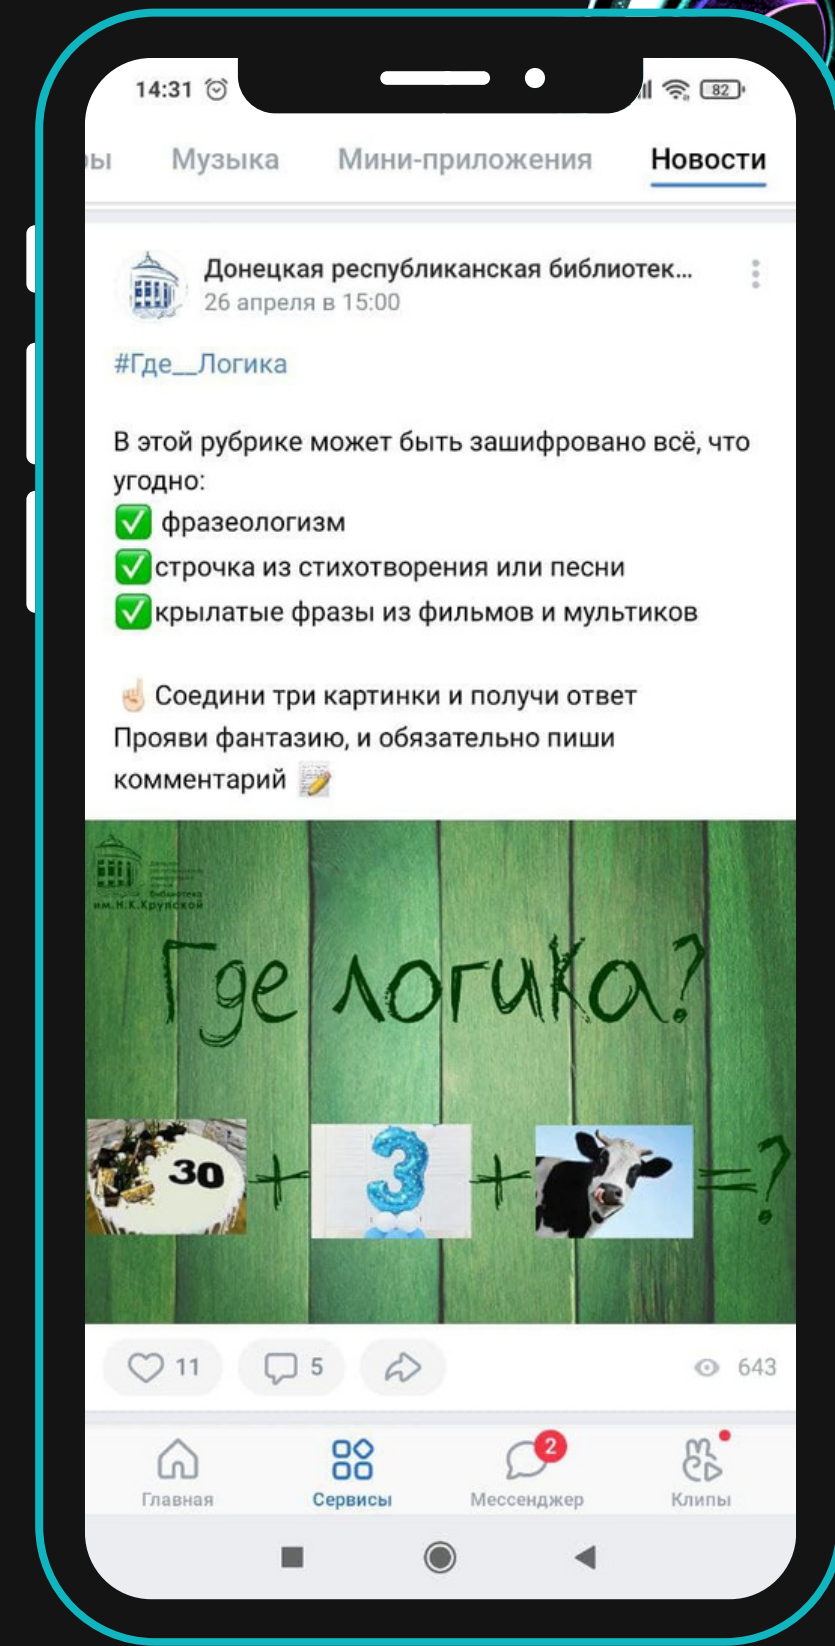 14:31
82
ры Музыка Мини-приложения Новости
Донецкая республиканская библиотек...
26 апреля в 15:00
#Где__Логика
В этой рубрике может быть зашифровано всё, что
угодно:
✅ фразеологизм
✅строчка из стихотворения или песни
✅крылатые фразы из фильмов и мультиков
☝🏻 Соедини три картинки и получи ответ
Прояви фантазию, и обязательно пиши
комментарий 📝
библиотека
им.Н.К.Крупской
Где логика?
30 + 3 + =?
11 5 643
2
Главная Сервисы Мессенджер Клипы